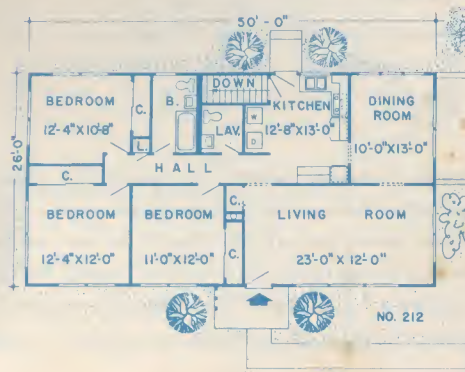 50'-0"
26'-0"
BEDROOM
12'-4"X10'-8"
C.
L.
B.
DOWN
LAV.
W
D
KITCHEN
12'-8"X13'-0"
DINING
ROOM
10'-0"X13'-0"
HALL
C.
BEDROOM
12'-4"X12'-0"
BEDROOM
11'-0"X12'-0"
C.
C.
LIVING ROOM
23'-0" X 12'-0"
NO. 212